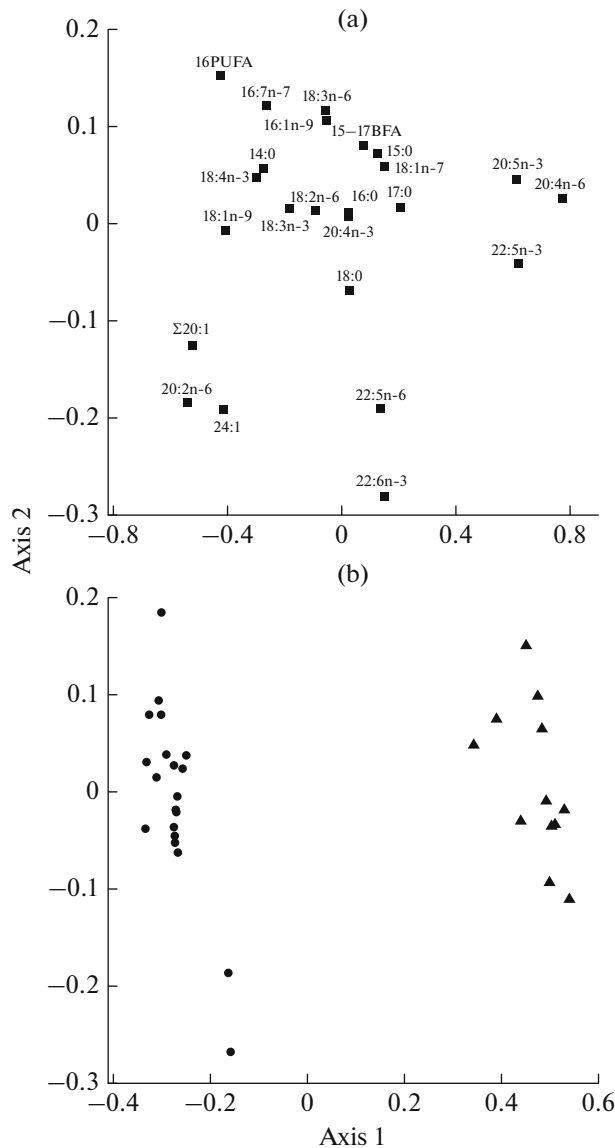 (a)
0.2
16PUFA
16:7n-7
18:3n-6
0.1
16:1n-9
15–17BFA
14:0
15:0
18:4n-3
18:1n-7
20:5n-3
20:4n-6
18:2n-6
16:0
17:0
0
18:1n-9
18:3n-3
20:4n-3
22:5n-3
18:0
−0.1
Σ20:1
20:2n-6
22:5n-6
−0.2
24:1
22:6n-3
−0.3
−0.8
−0.4
0
0.4
0.8
Axis 2
(b)
0.2
0.1
0
−0.1
−0.2
−0.3
−0.4
−0.2
0
0.2
0.4
0.6
Axis 1